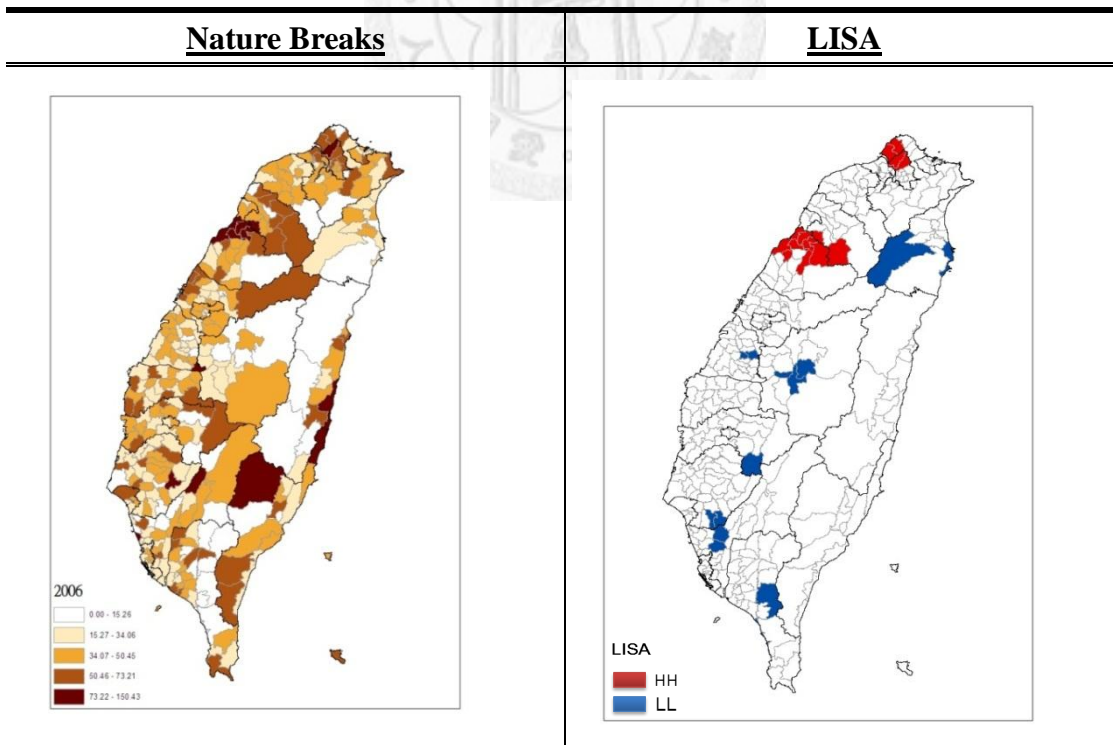 Nature Breaks
LISA
2006
0.00 - 15.26
15.27 - 34.06
34.07 - 50.45
50.46 - 73.21
73.22 - 150.43
LISA
HH
LL